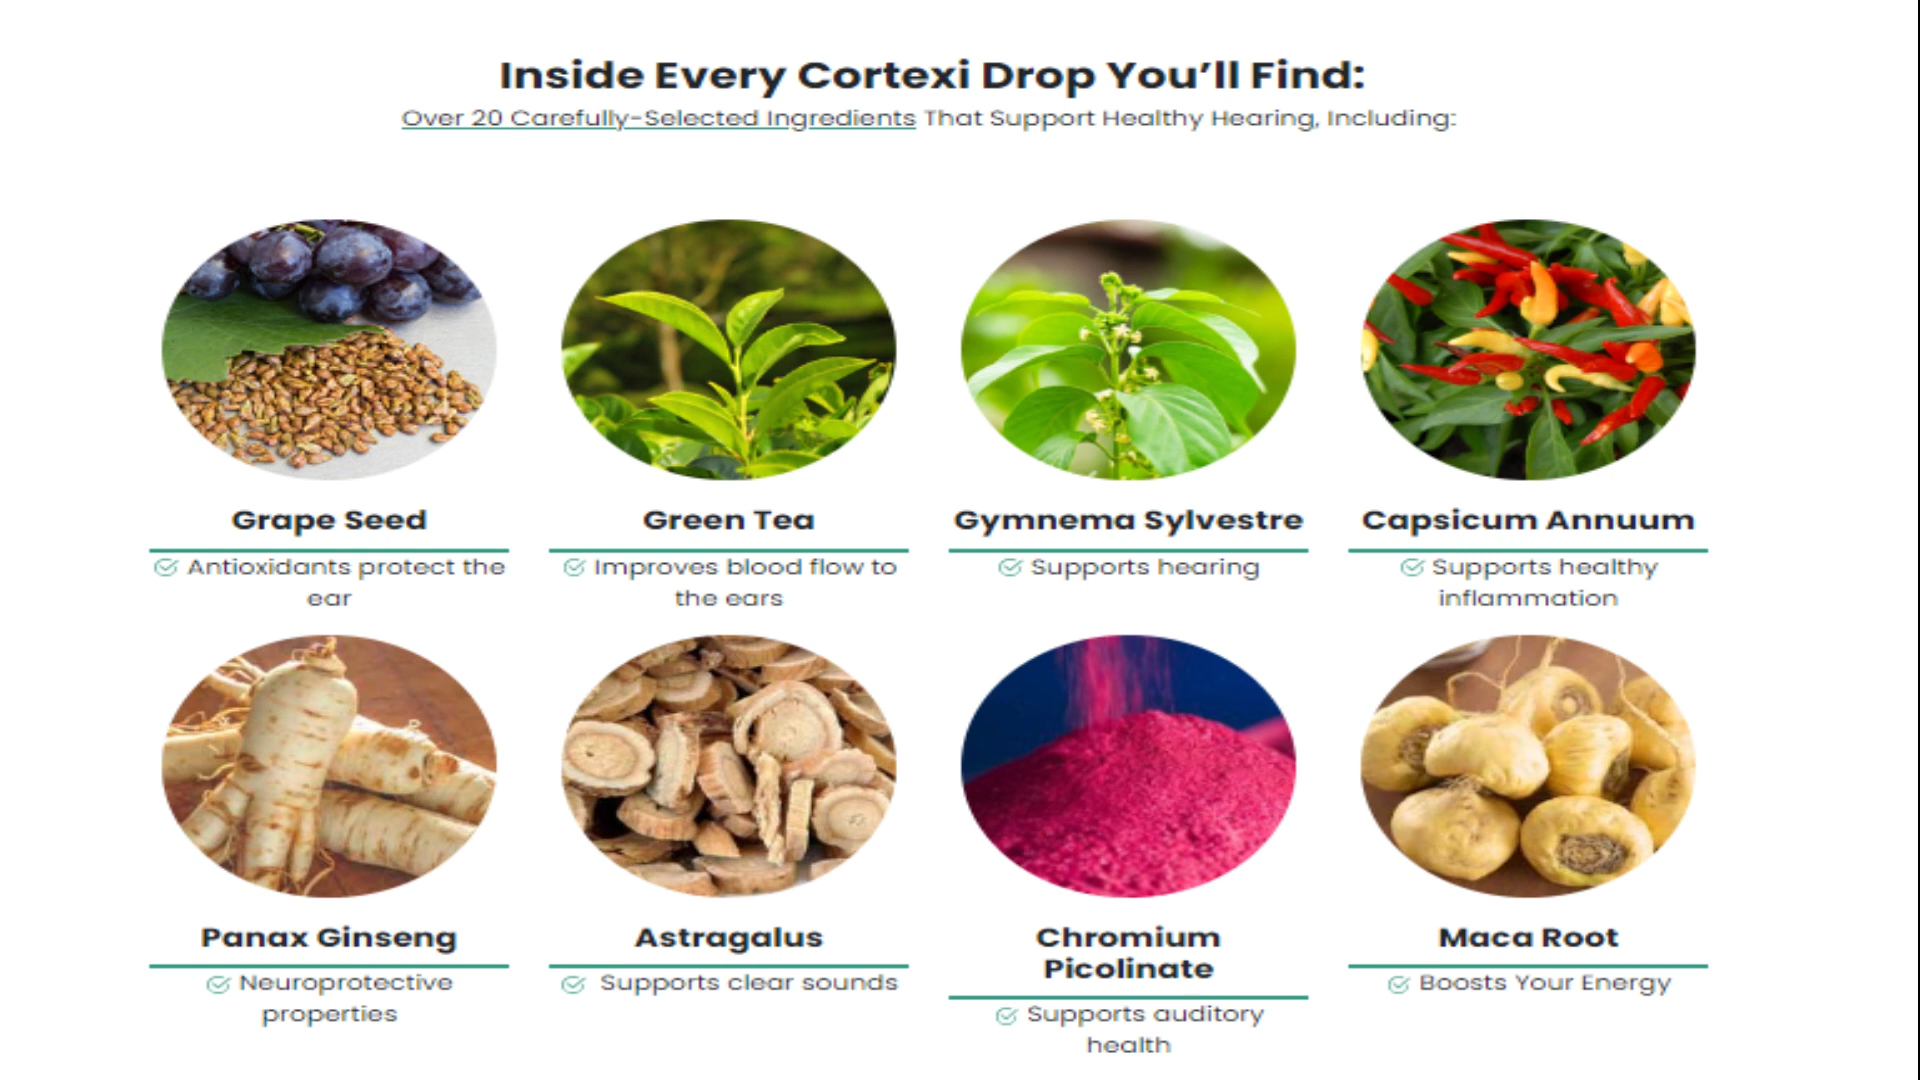 Inside Every Cortexi Drop You’ll Find:
Over 20 Carefully-Selected Ingredients That Support Healthy Hearing, Including:
Grape Seed
Antioxidants protect the
ear
Green Tea
Improves blood flow to
the ears
Gymnema Sylvestre
Supports hearing
Capsicum Annuum
Supports healthy
inflammation
Panax Ginseng
Neuroprotective
properties
Astragalus
Supports clear sounds
Chromium
Picolinate
Supports auditory
health
Maca Root
Boosts Your Energy